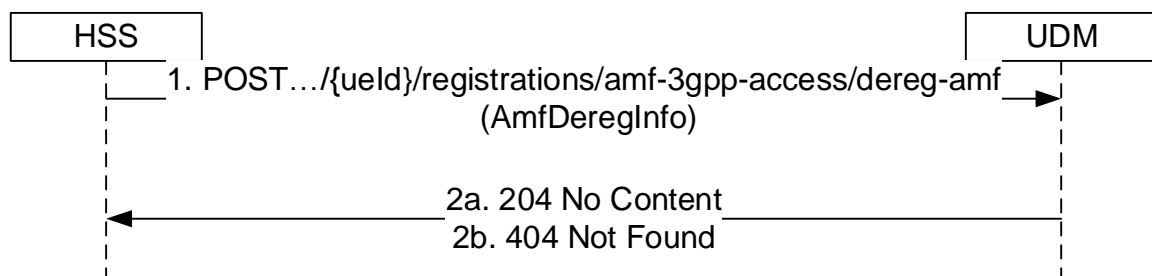 HSS
UDM
1. POST…/{ueId}/registrations/amf-3gpp-access/dereg-amf
(AmfDeregInfo)
2a. 204 No Content
2b. 404 Not Found